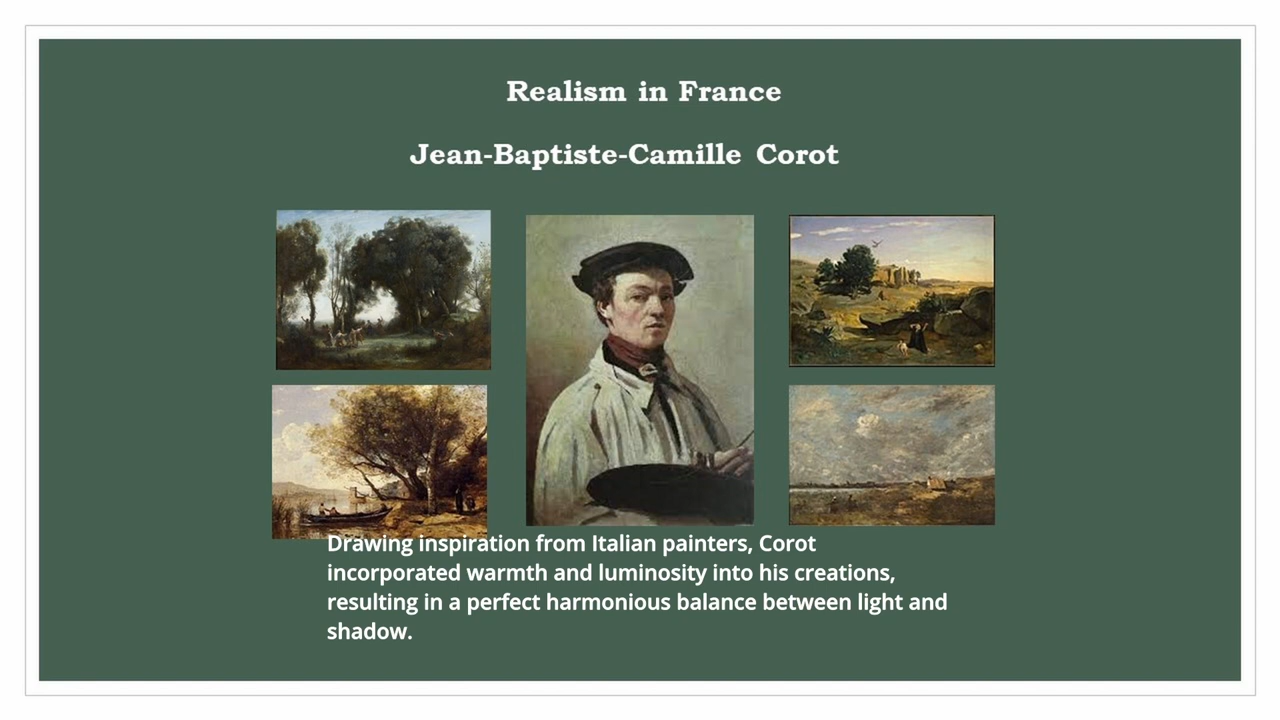 Realism in France
Jean-Baptiste-Camille Corot
Drawing inspiration from Italian painters, Corot
incorporated warmth and luminosity into his creations,
resulting in a perfect harmonious balance between light and
shadow.